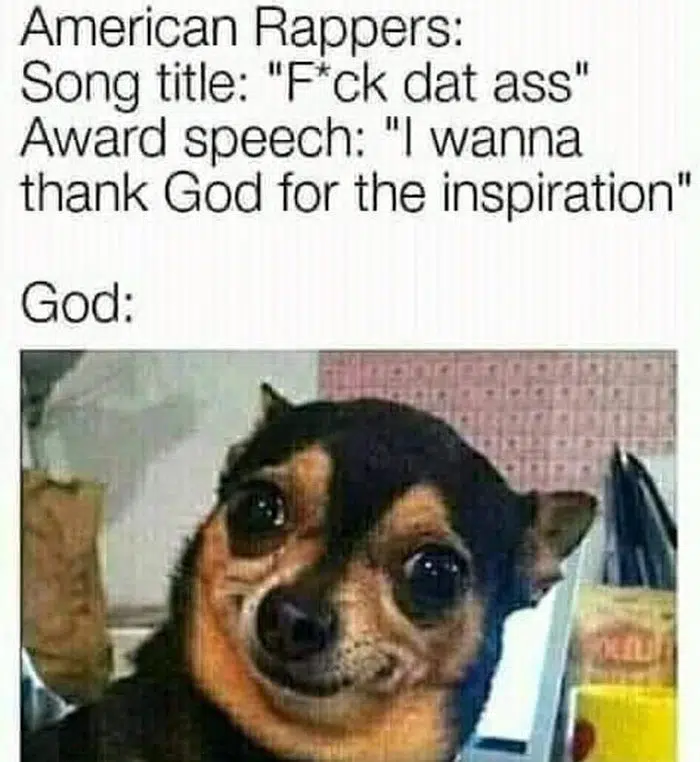 American Rappers:
Song title: "F*ck dat ass"
Award speech: "I wanna
thank God for the inspiration"
God: